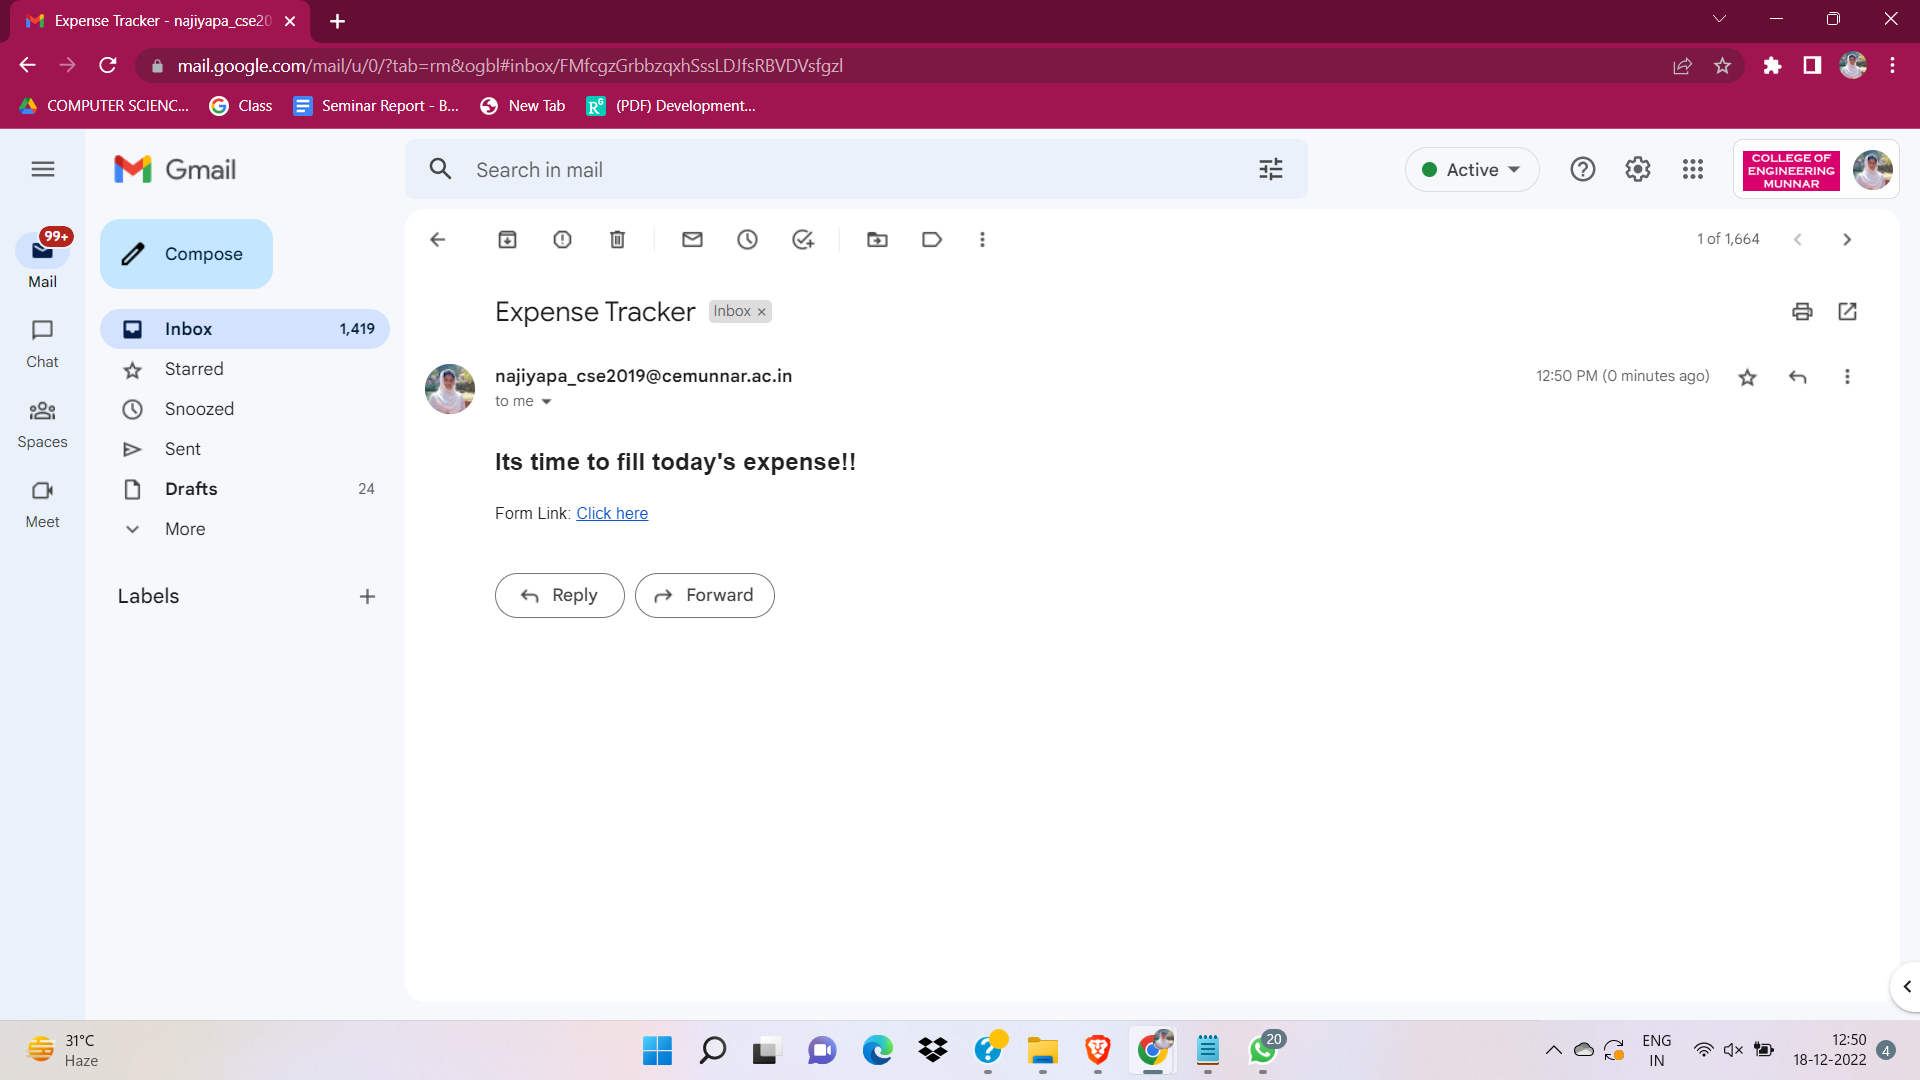 Expense Tracker - najiyapa_cse20
mail.google.com/mail/u/0/?tab=rm&ogbl#inbox/FMfcgzGrbbzqxhSssLDJfsRBVDVsfgzl
COMPUTER SCIENC... Class Seminar Report - B... New Tab (PDF) Development...
Gmail
Search in mail
Active
COLLEGE OF
ENGINEERING
MUNNAR
99+
Mail
Chat
Spaces
Meet
Compose
Inbox 1,419
Starred
Snoozed
Sent
Drafts 24
More
Labels
1 of 1,664
Expense Tracker Inbox ×
najiyapa_cse2019@cemunnar.ac.in 12:50 PM (0 minutes ago)
to me
Its time to fill today's expense!!
Form Link: Click here
Reply Forward
31°C
Haze
20
ENG
IN
12:50
18-12-2022
4